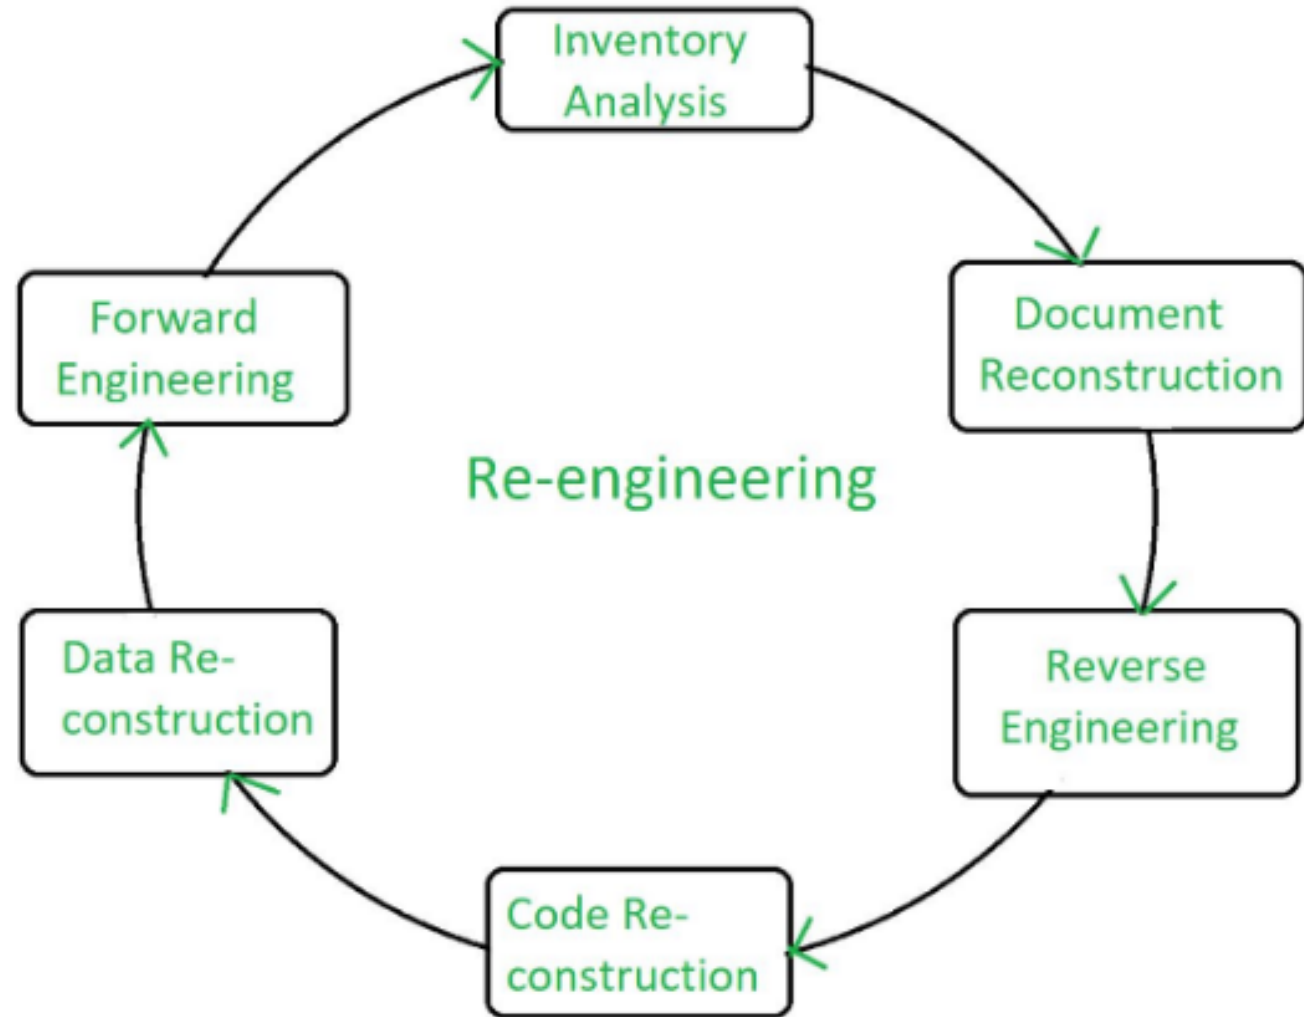 Inventory
Analysis
Document
Reconstruction
Reverse
Engineering
Code Re-
construction
Data Re-
construction
Forward
Engineering
Re-engineering